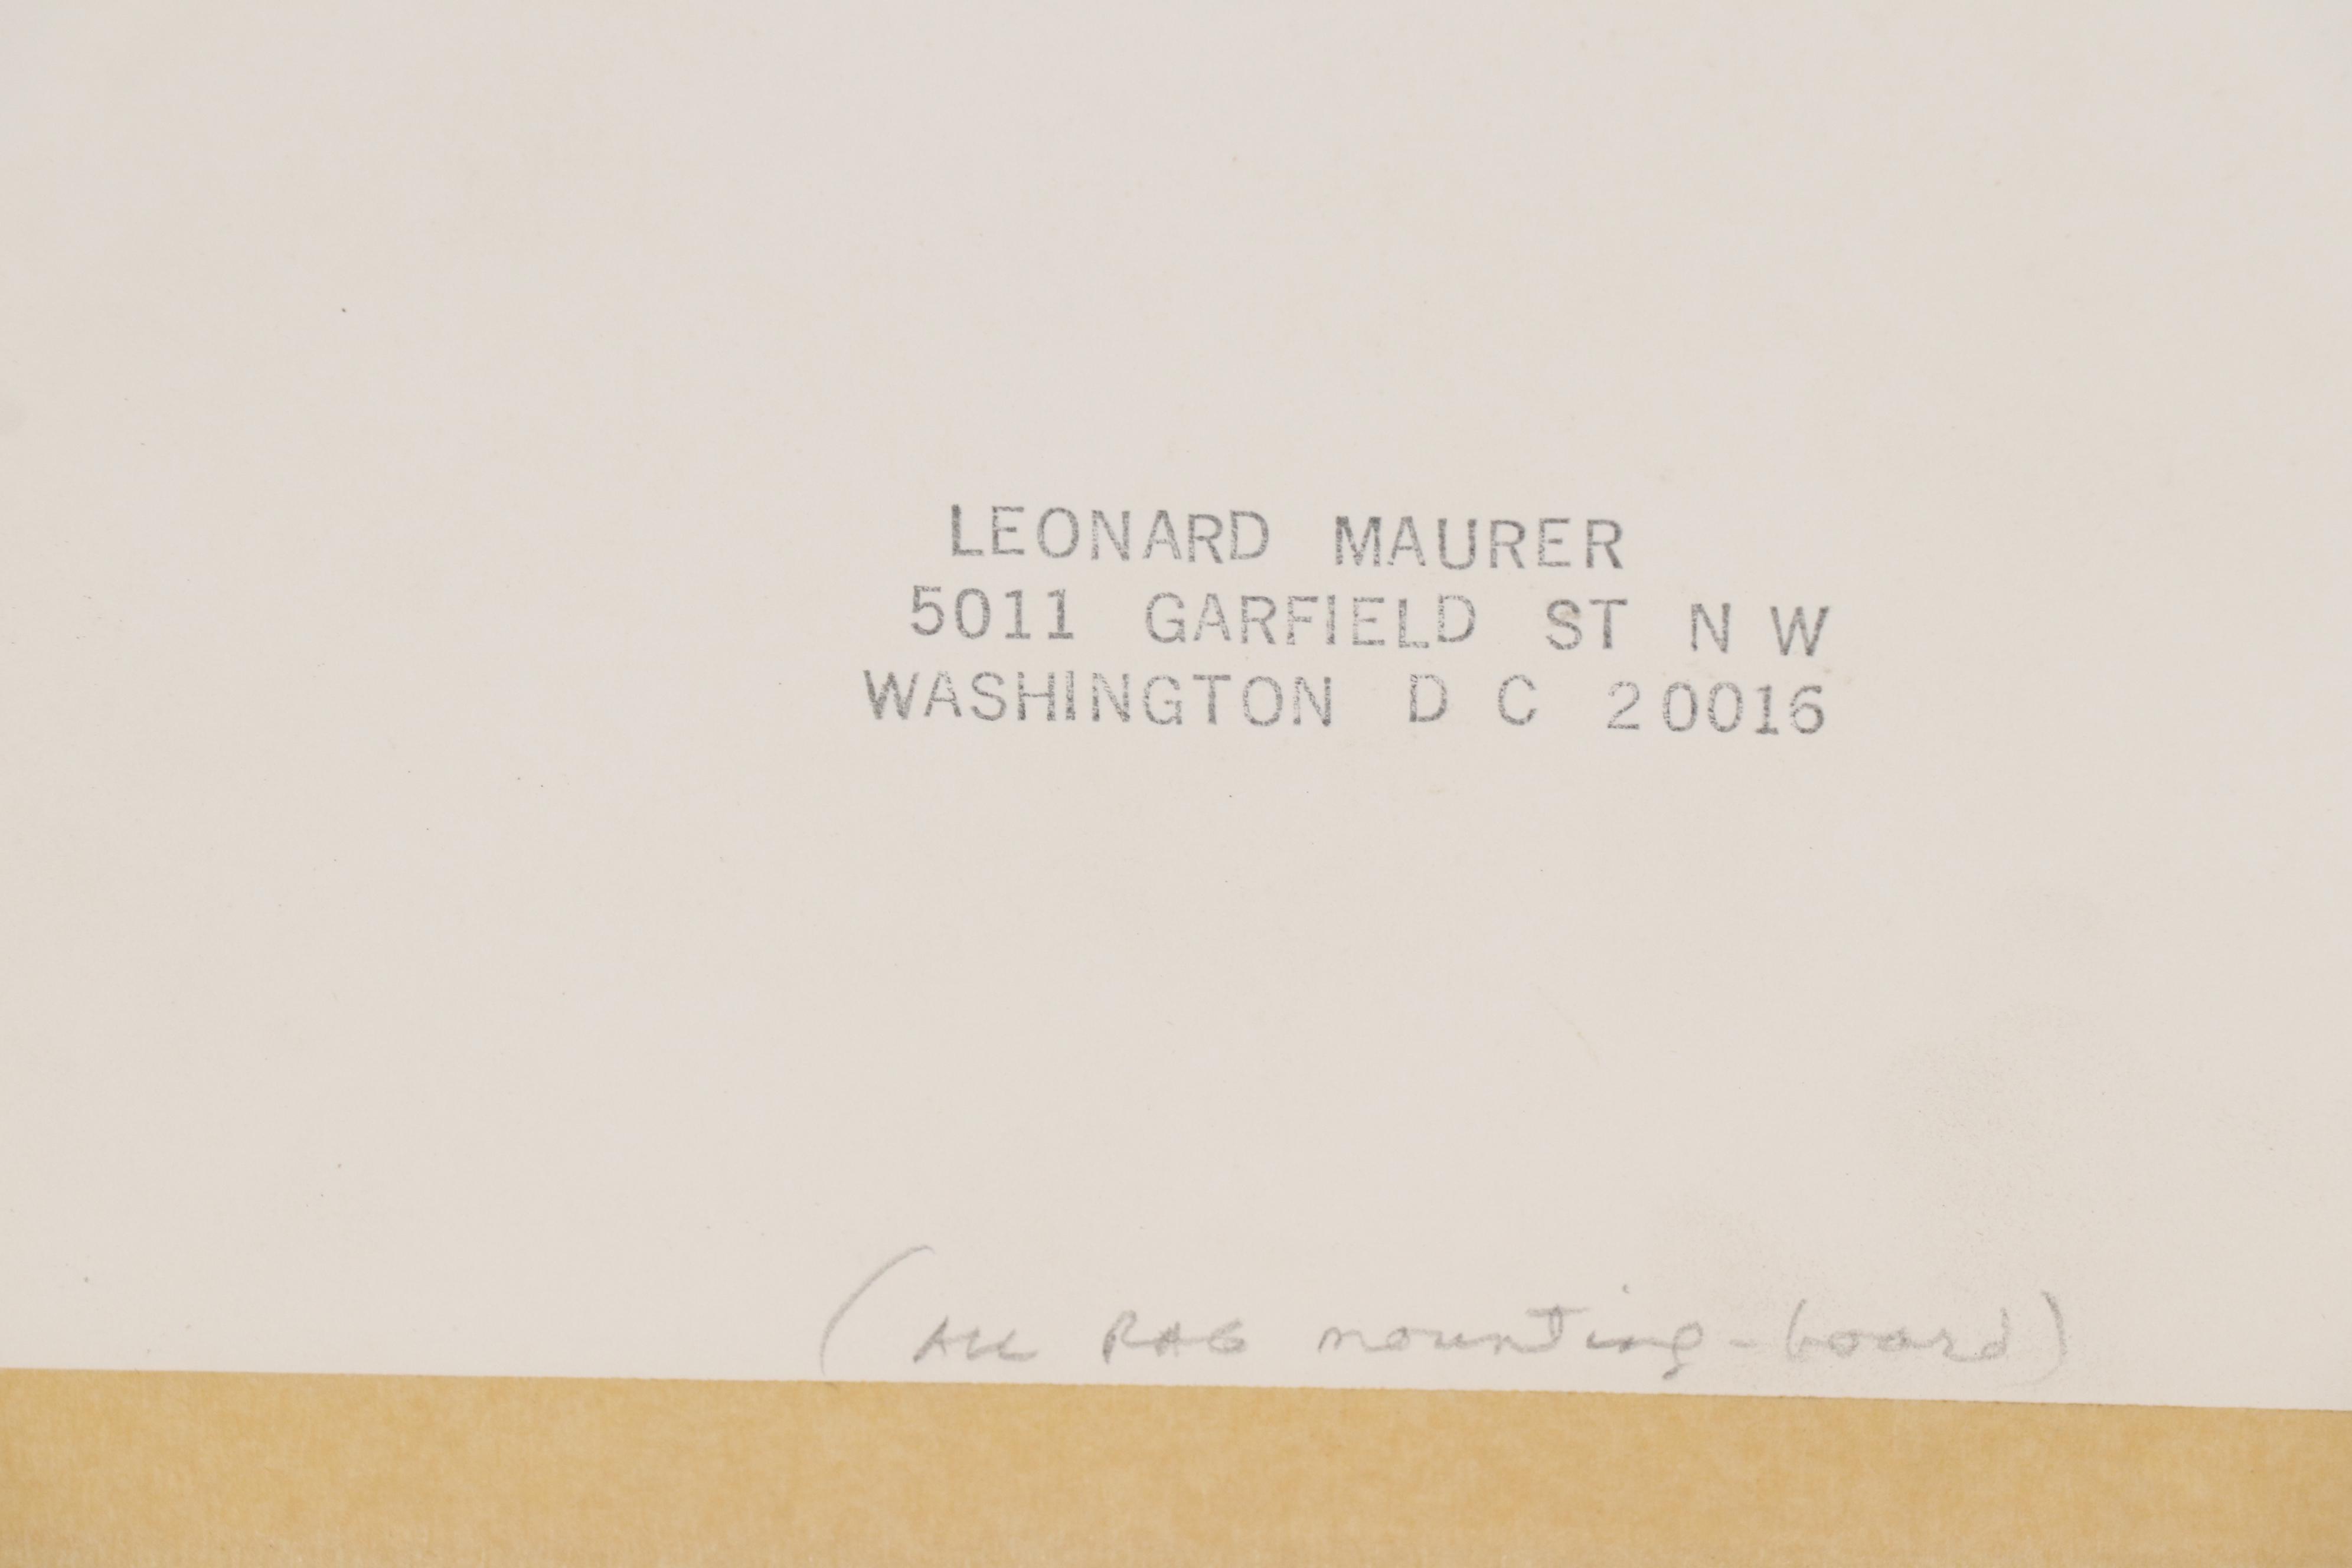 LEONARD MAURER
5011 GARFIELD ST N W
WASHINGTON D C 20016
(ALL RAG mounting-board)